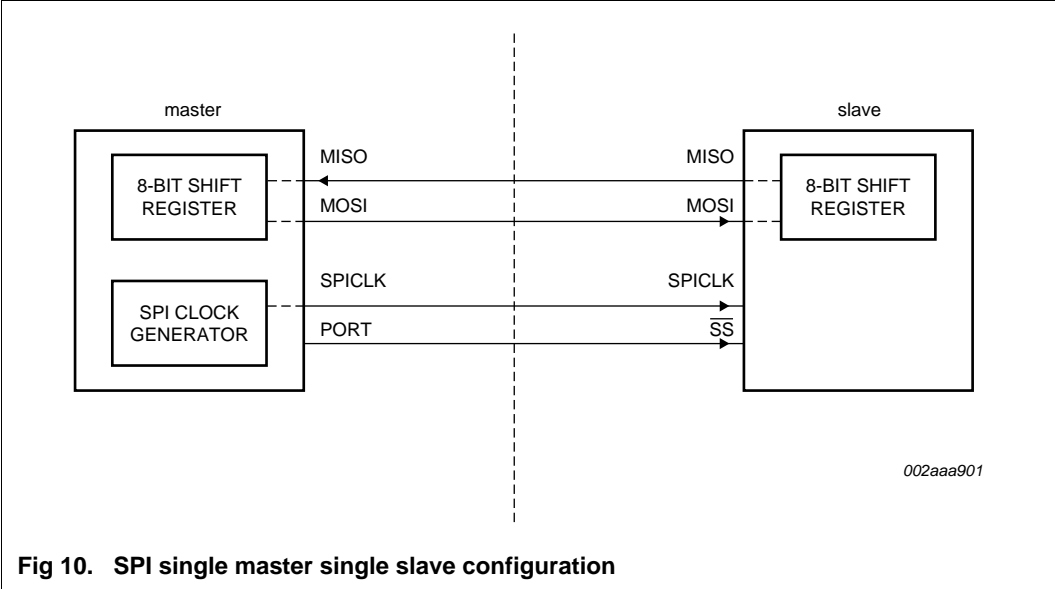 master
slave
MISO
MISO
8-BIT SHIFT
REGISTER
8-BIT SHIFT
REGISTER
MOSI
MOSI
SPICLK
SPICLK
SPI CLOCK
GENERATOR
PORT
S̅S̅
002aaa901
Fig 10. SPI single master single slave configuration